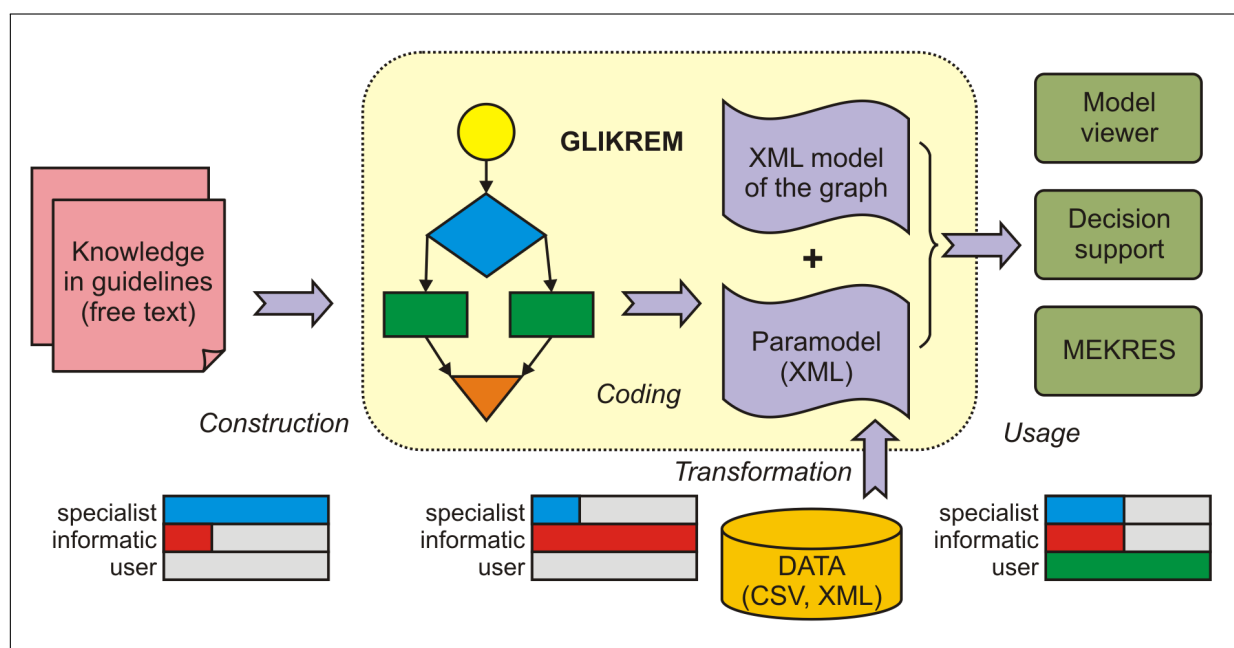 Knowledge
in guidelines
(free text)
Construction
GLIKREM
Coding
XML model
of the graph
+
Paramodel
(XML)
Transformation
DATA
(CSV, XML)
Model
viewer
Decision
support
MEKRES
Usage
specialist
informatic
user
specialist
informatic
user
specialist
informatic
user